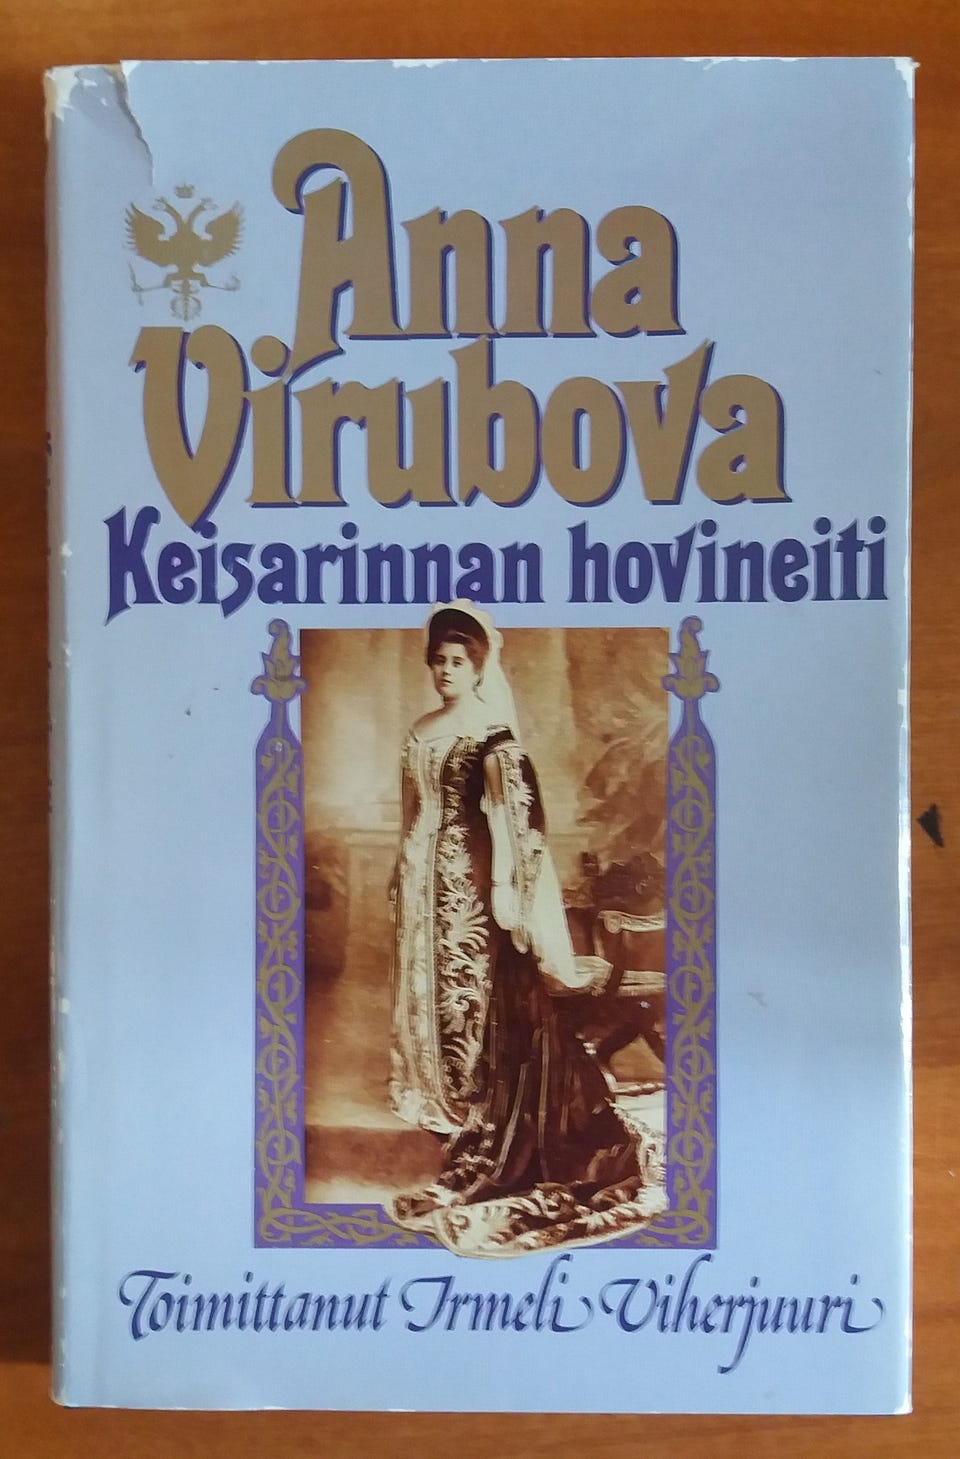 Anna
Virubova
Keisarinnan hovineiti
Toimittanut Irmeli Viherjuuri